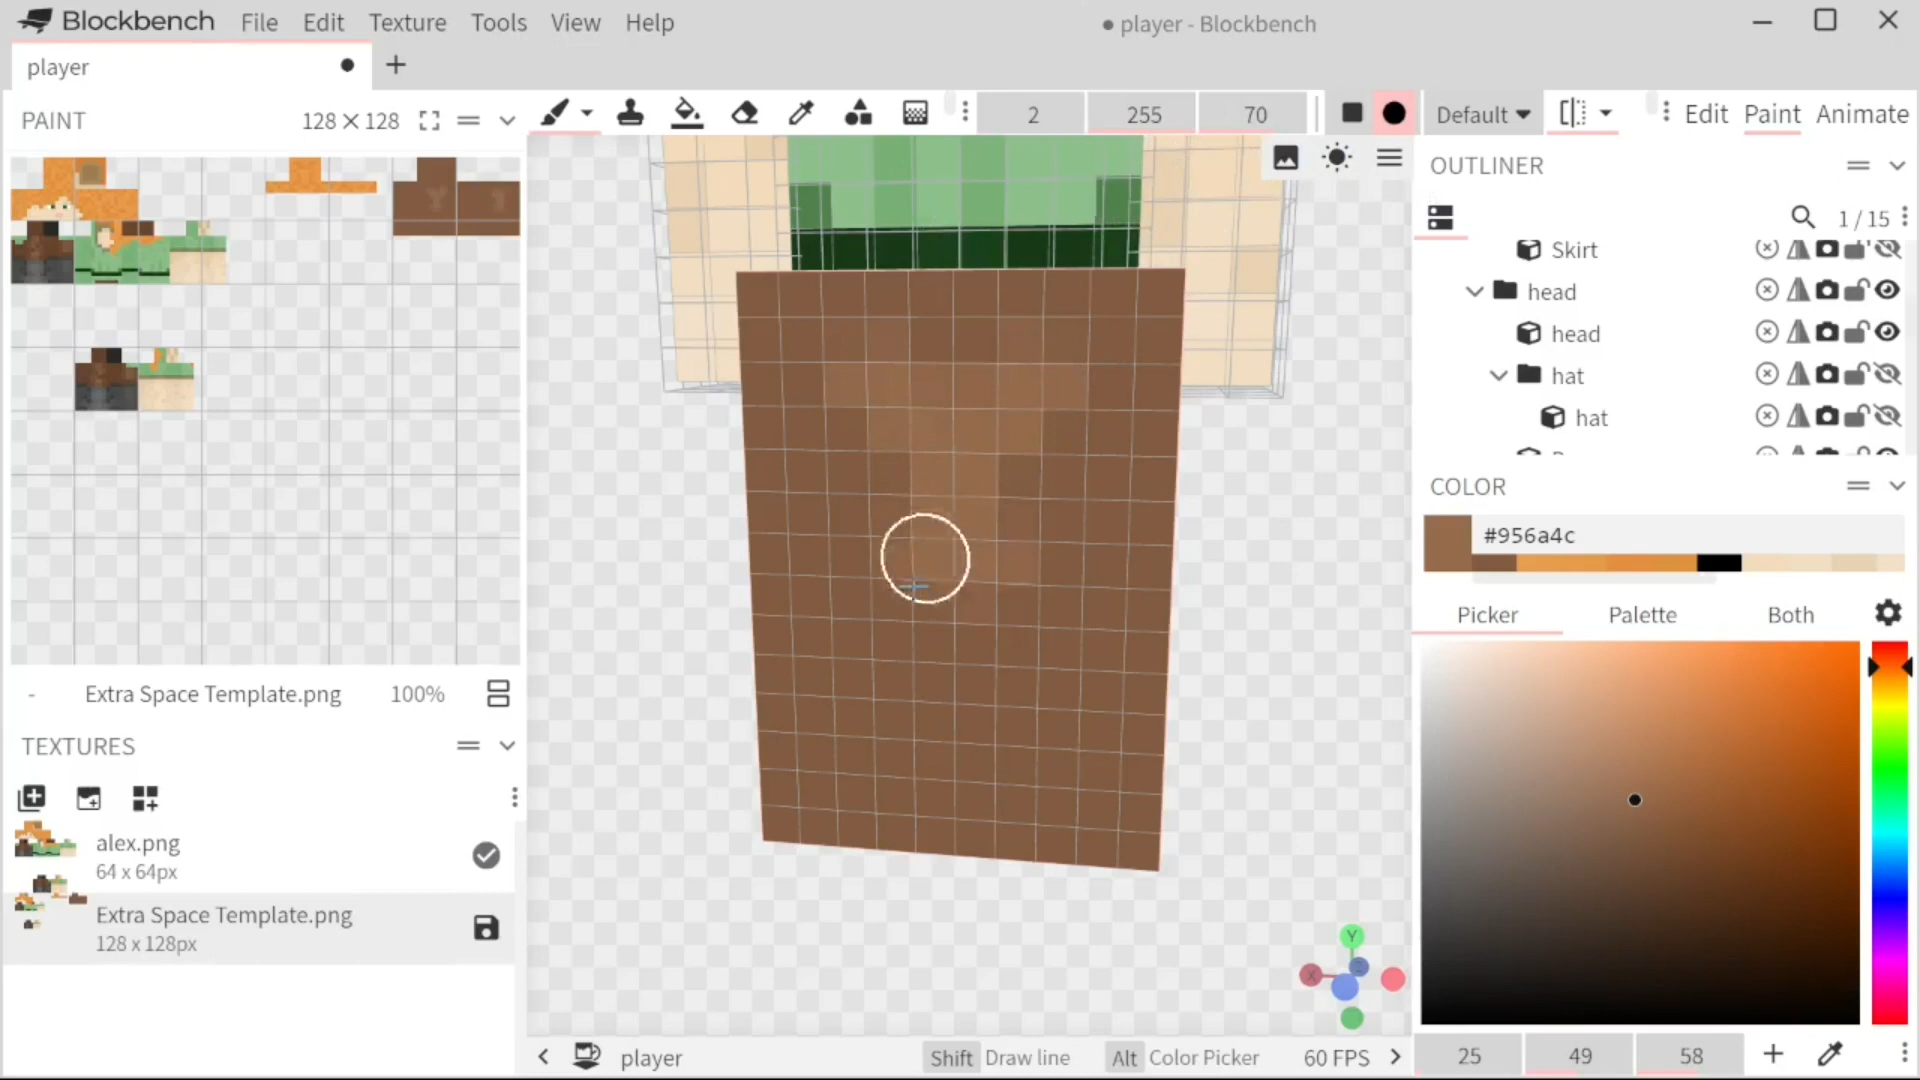 Blockbench File Edit Texture Tools View Help
● player - Blockbench
player
PAINT 128 × 128
2 255 70
Default
Edit Paint Animate
OUTLINER
1 / 15
Skirt
head
head
hat
hat
COLOR
#956a4c
Picker Palette Both
- Extra Space Template.png 100%
TEXTURES
alex.png
64 x 64px
Extra Space Template.png
128 x 128px
Y
X
player
Shift Draw line Alt Color Picker 60 FPS
25 49 58